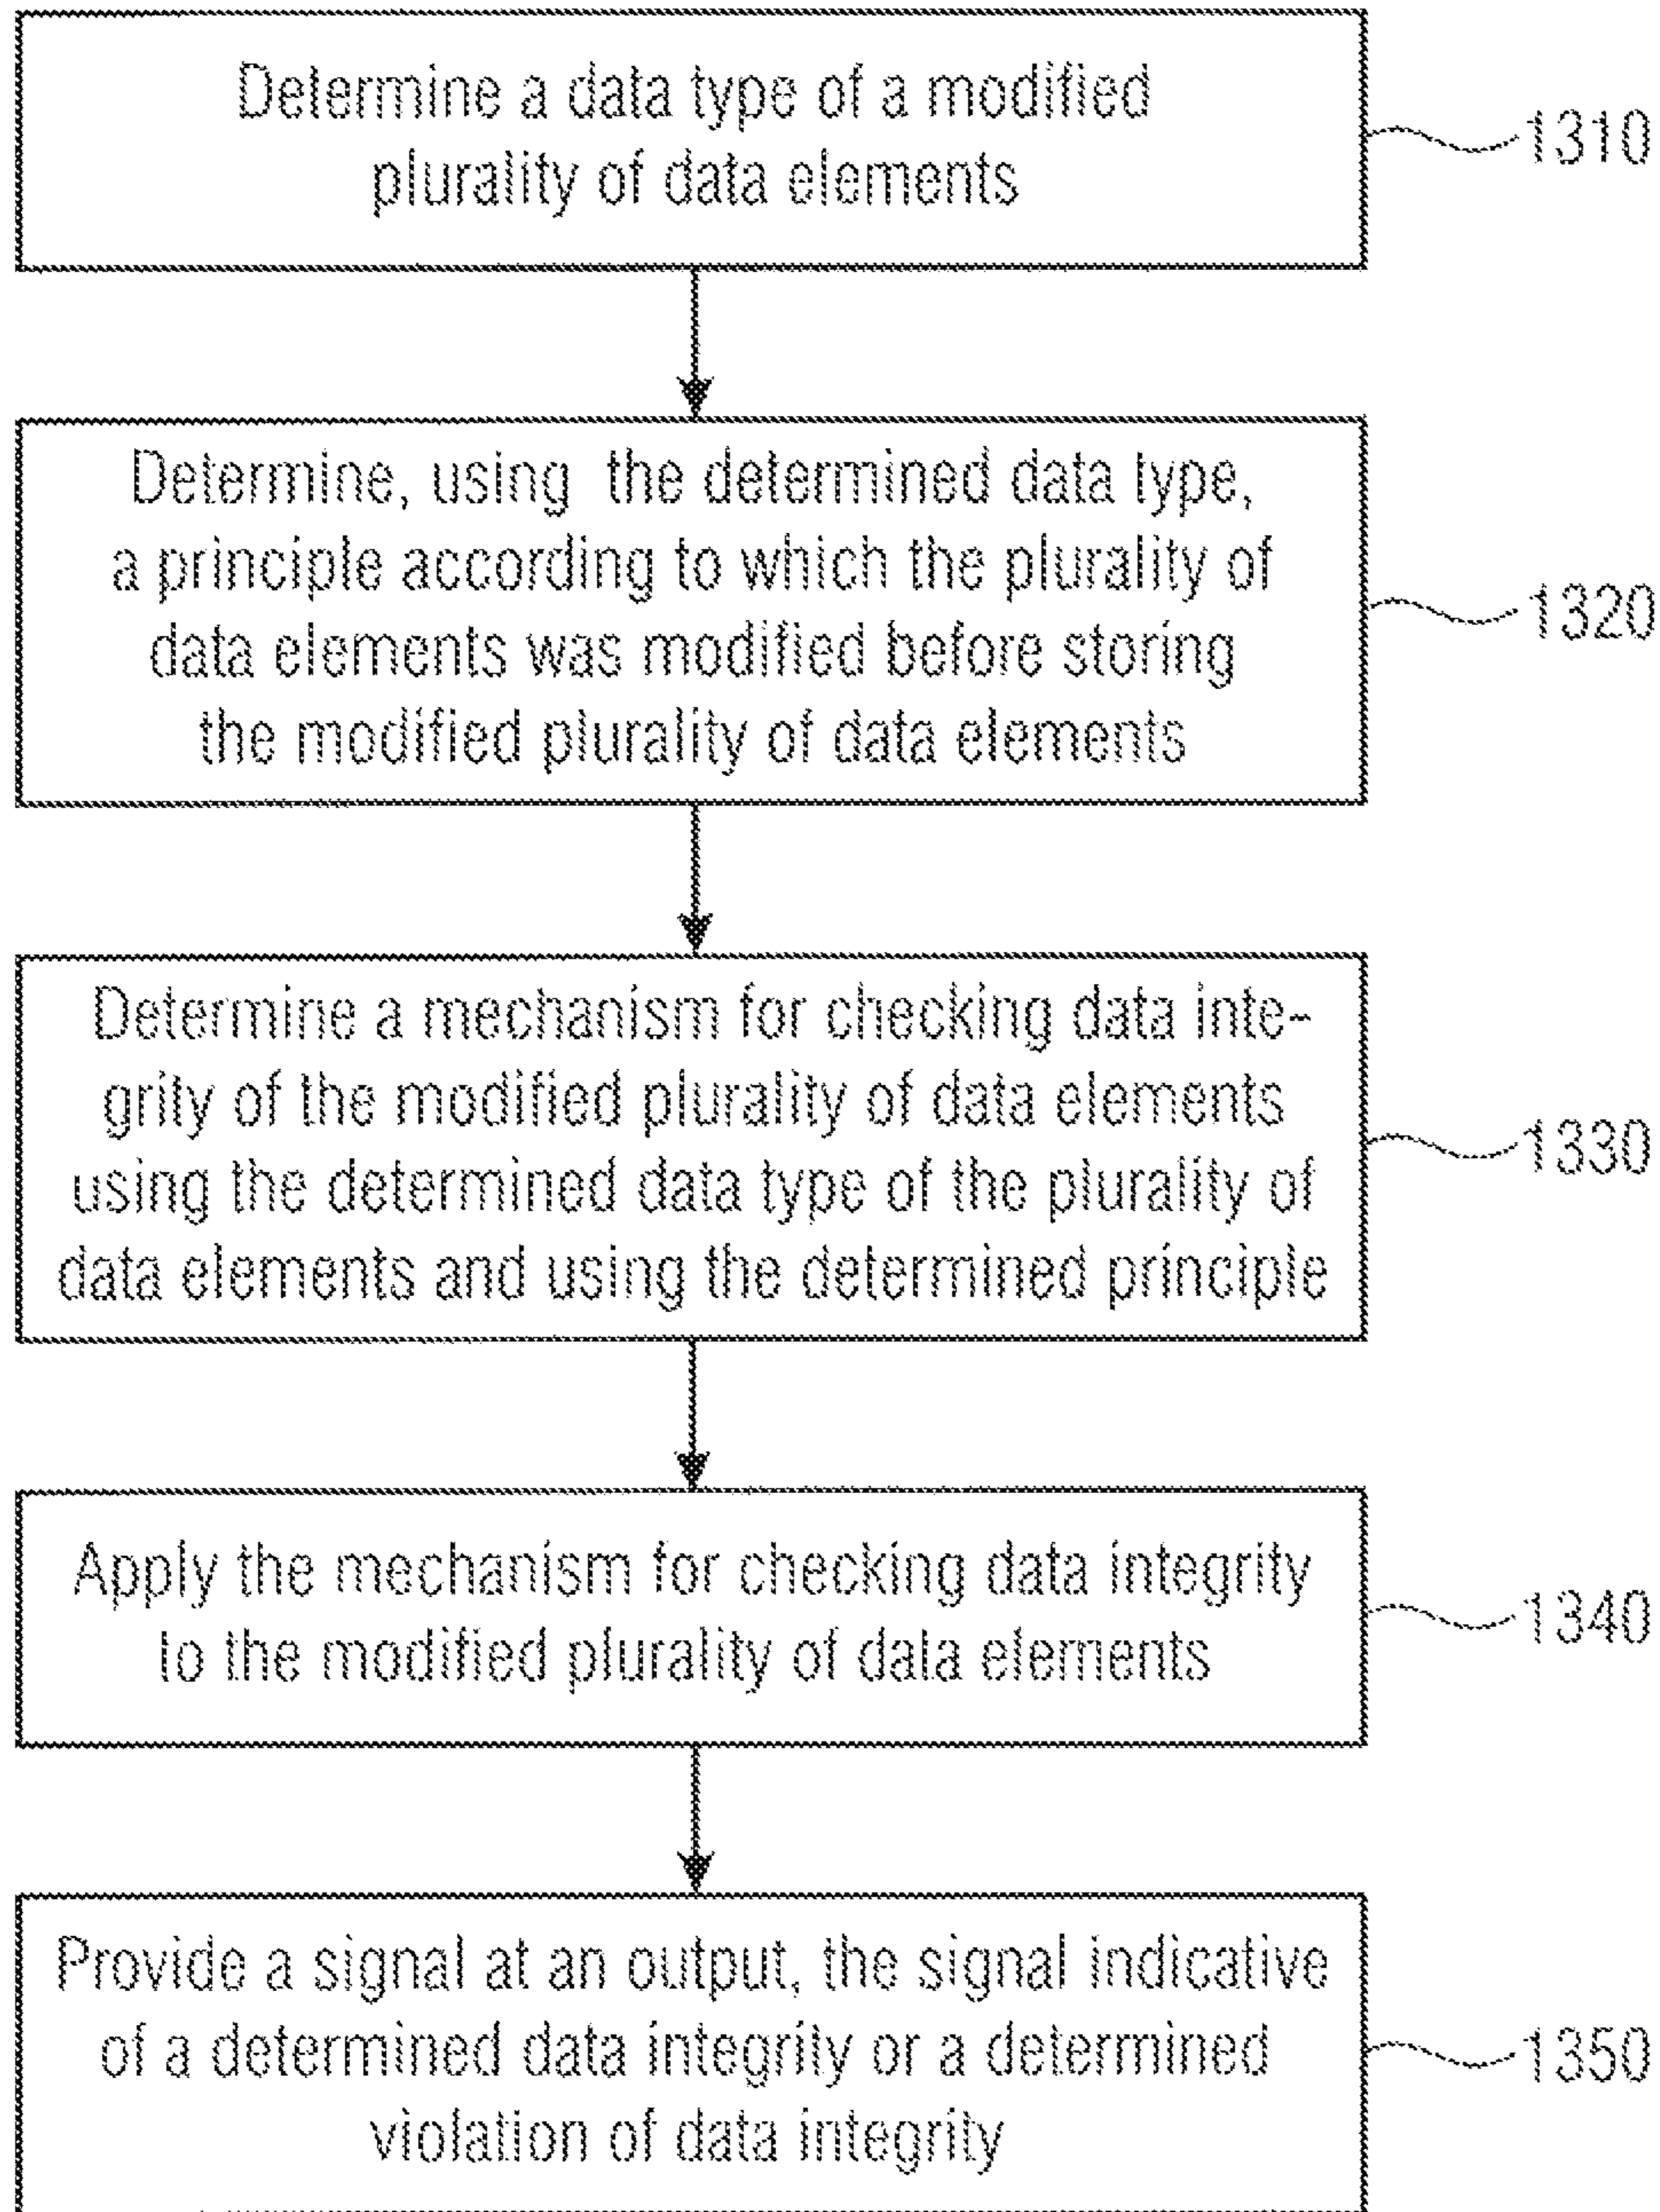 Determine a data type of a modified
plurality of data elements
1310
Determine, using the determined data type,
a principle according to which the plurality of
data elements was modified before storing
the modified plurality of data elements
1320
Determine a mechanism for checking data inte-
grity of the modified plurality of data elements
using the determined data type of the plurality of
data elements and using the determined principle
1330
Apply the mechanism for checking data integrity
to the modified plurality of data elements
1340
Provide a signal at an output, the signal indicative
of a determined data integrity or a determined
violation of data integrity
1350